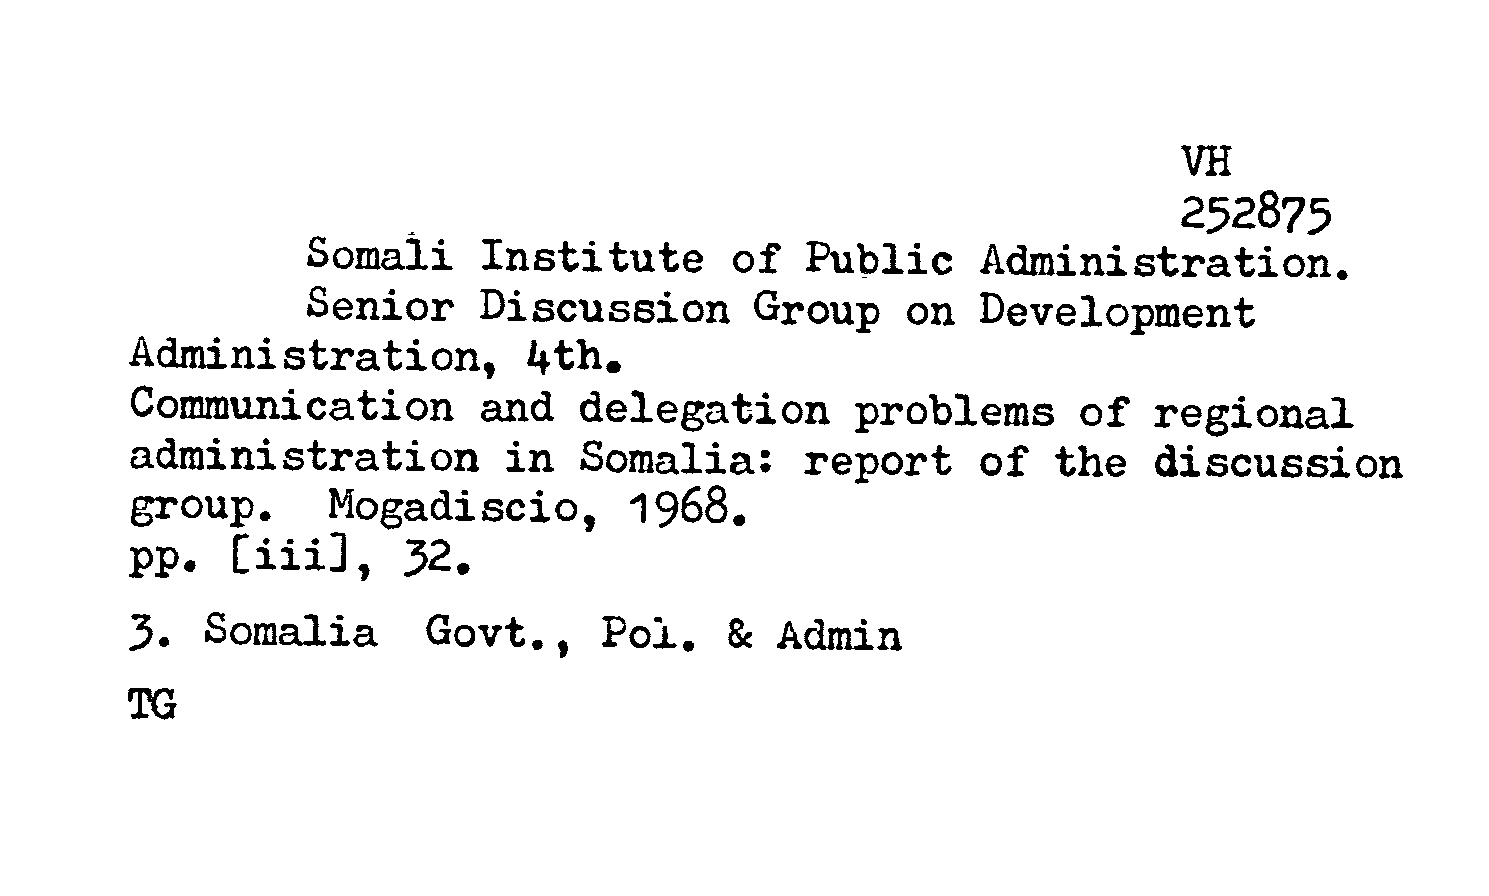 VH
252875
Somali Institute of Public Administration.
Senior Discussion Group on Development
Administration, 4th.
Communication and delegation problems of regional
administration in Somalia: report of the discussion
group. Mogadiscio, 1968.
pp. [iii], 32.
3. Somalia Govt., Pol. & Admin
TG